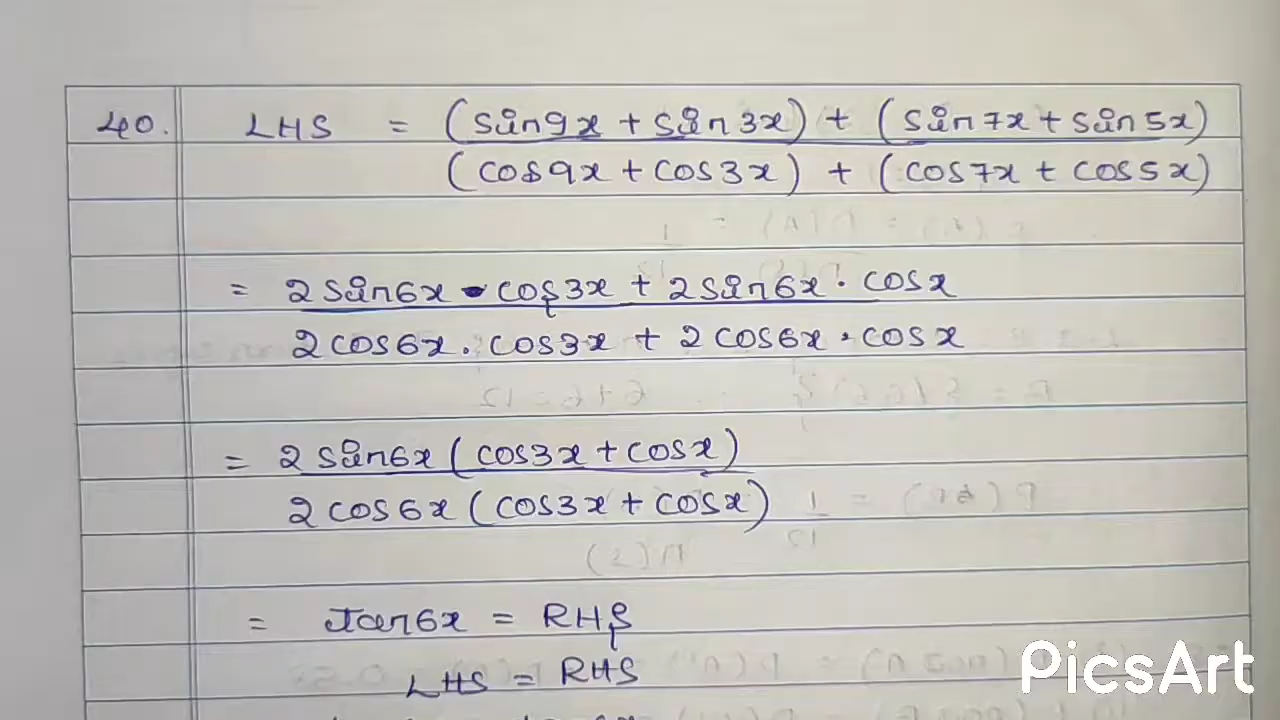 40. LHS = (sin9x + sin3x) + (sin7x + sin5x)
(cos9x + cos3x) + (cos7x + cos5x)
= 2sin6x · cos3x + 2sin6x · cosx
2cos6x · cos3x + 2cos6x · cosx
= 2sin6x (cos3x + cosx)
2cos6x (cos3x + cosx)
= tan6x = RHS
LHS = RHS
PicsArt